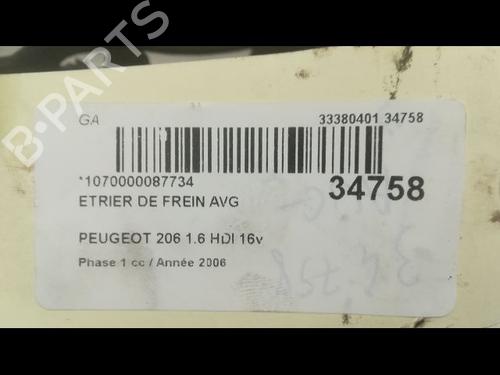 B-PARTS
GA
33380401 34758
*1070000087734
34758
ETRIER DE FREIN AVG
PEUGEOT 206 1.6 HDI 16v
Phase 1 cc / Année 2006
34758